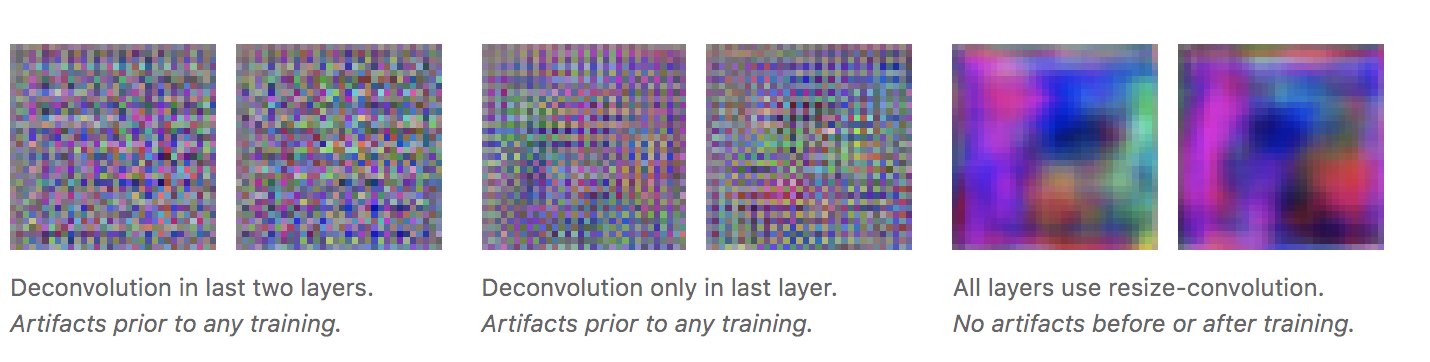 Deconvolution in last two layers.
Artifacts prior to any training.
Deconvolution only in last layer.
Artifacts prior to any training.
All layers use resize-convolution.
No artifacts before or after training.